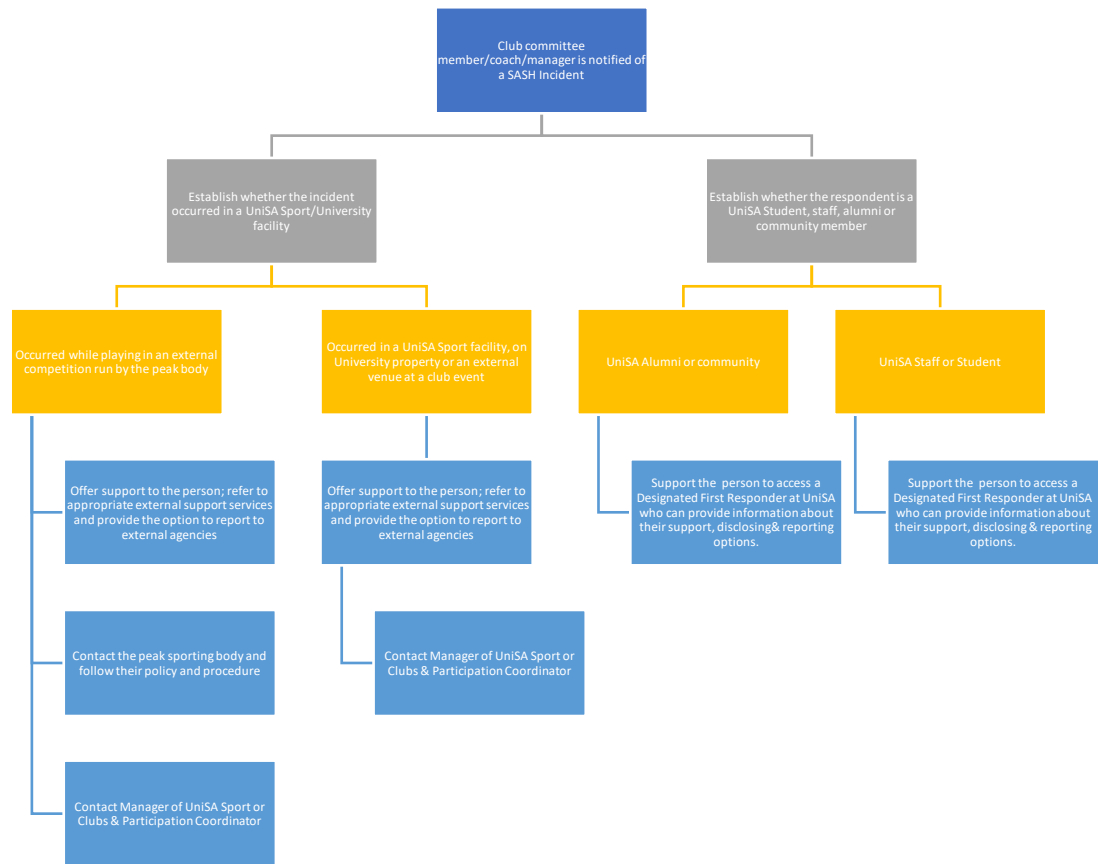 Club committee
member/coach/manager is notified of
a SASH Incident
Establish whether the incident
occurred in a UniSA Sport/University
facility
Establish whether the respondent is a
UniSA Student, staff, alumni or
community member
Occurred while playing in an external
competition run by the peak body
Occurred in a UniSA Sport facility, on
University property or an external
venue at a club event
UniSA Alumni or community
UniSA Staff or Student
Offer support to the person; refer to
appropriate external support services
and provide the option to report to
external agencies
Offer support to the person; refer to
appropriate external support services
and provide the option to report to
external agencies
Support the person to access a
Designated First Responder at UniSA
who can provide information about
their support, disclosing& reporting
options.
Support the person to access a
Designated First Responder at UniSA
who can provide information about
their support, disclosing& reporting
options.
Contact the peak sporting body and
follow their policy and procedure
Contact Manager of UniSA Sport or
Clubs & Participation Coordinator
Contact Manager of UniSA Sport or
Clubs & Participation Coordinator